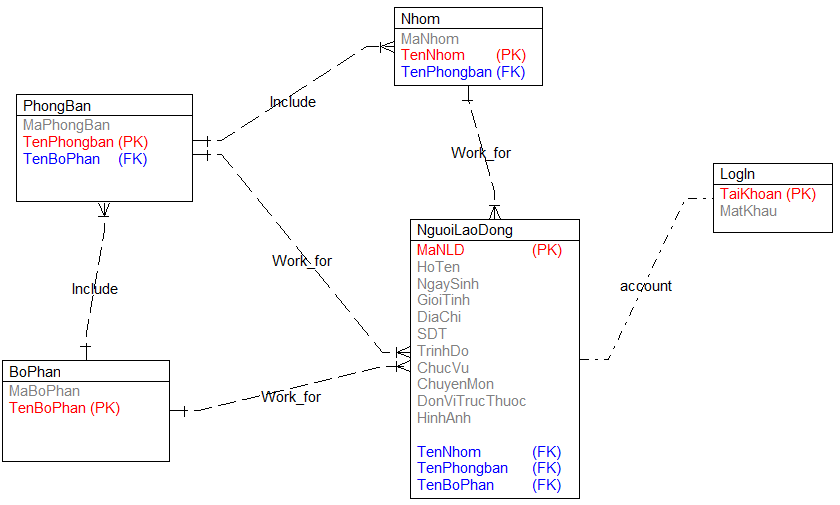 Nhom
MaNhom
TenNhom (PK)
TenPhongban (FK)
Include
PhongBan
MaPhongBan
TenPhongban (PK)
TenBoPhan (FK)
Work_for
LogIn
TaiKhoan (PK)
MatKhau
NguoiLaoDong
MaNLD (PK)
HoTen
NgaySinh
GioiTinh
DiaChi
SDT
TrinhDo
ChucVu
ChuyenMon
DonViTrucThuoc
HinhAnh
TenNhom (FK)
TenPhongban (FK)
TenBoPhan (FK)
Work_for
account
Include
BoPhan
MaBoPhan
TenBoPhan (PK)
Work_for